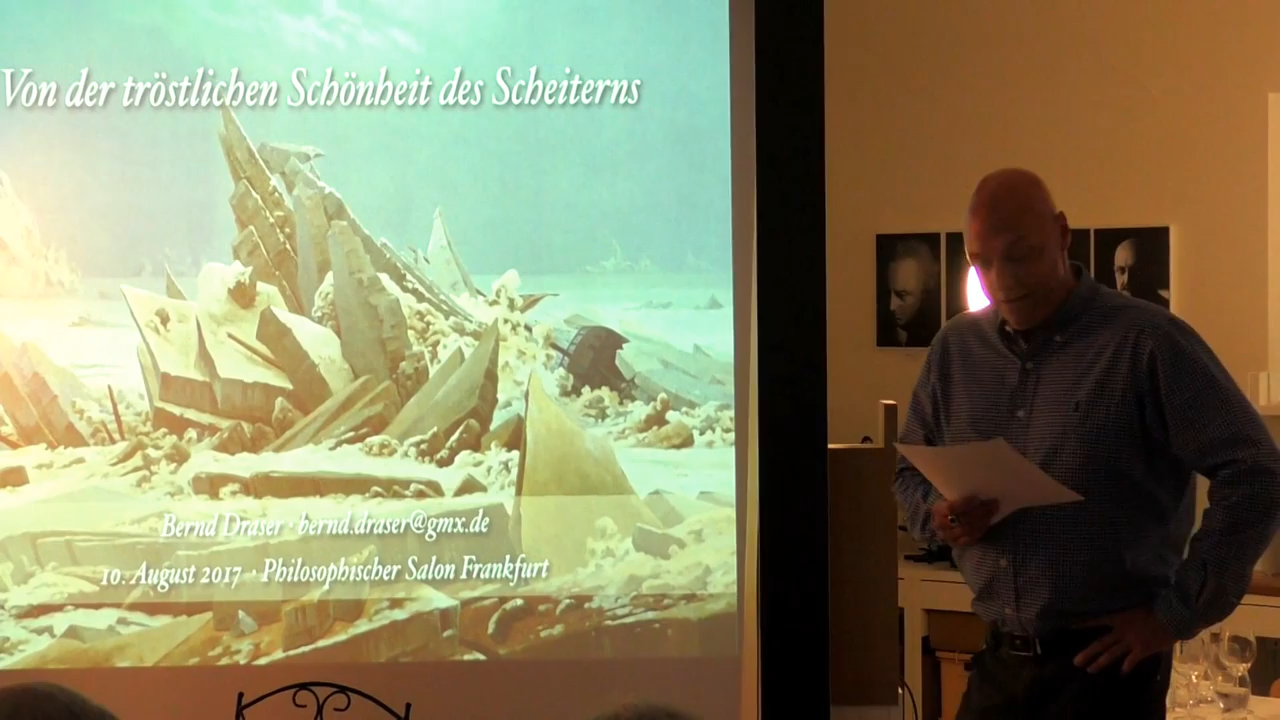 Von der tröstlichen Schönheit des Scheiterns
Bernd Draser · bernd.draser@gmx.de
10. August 2017 · Philosophischer Salon Frankfurt